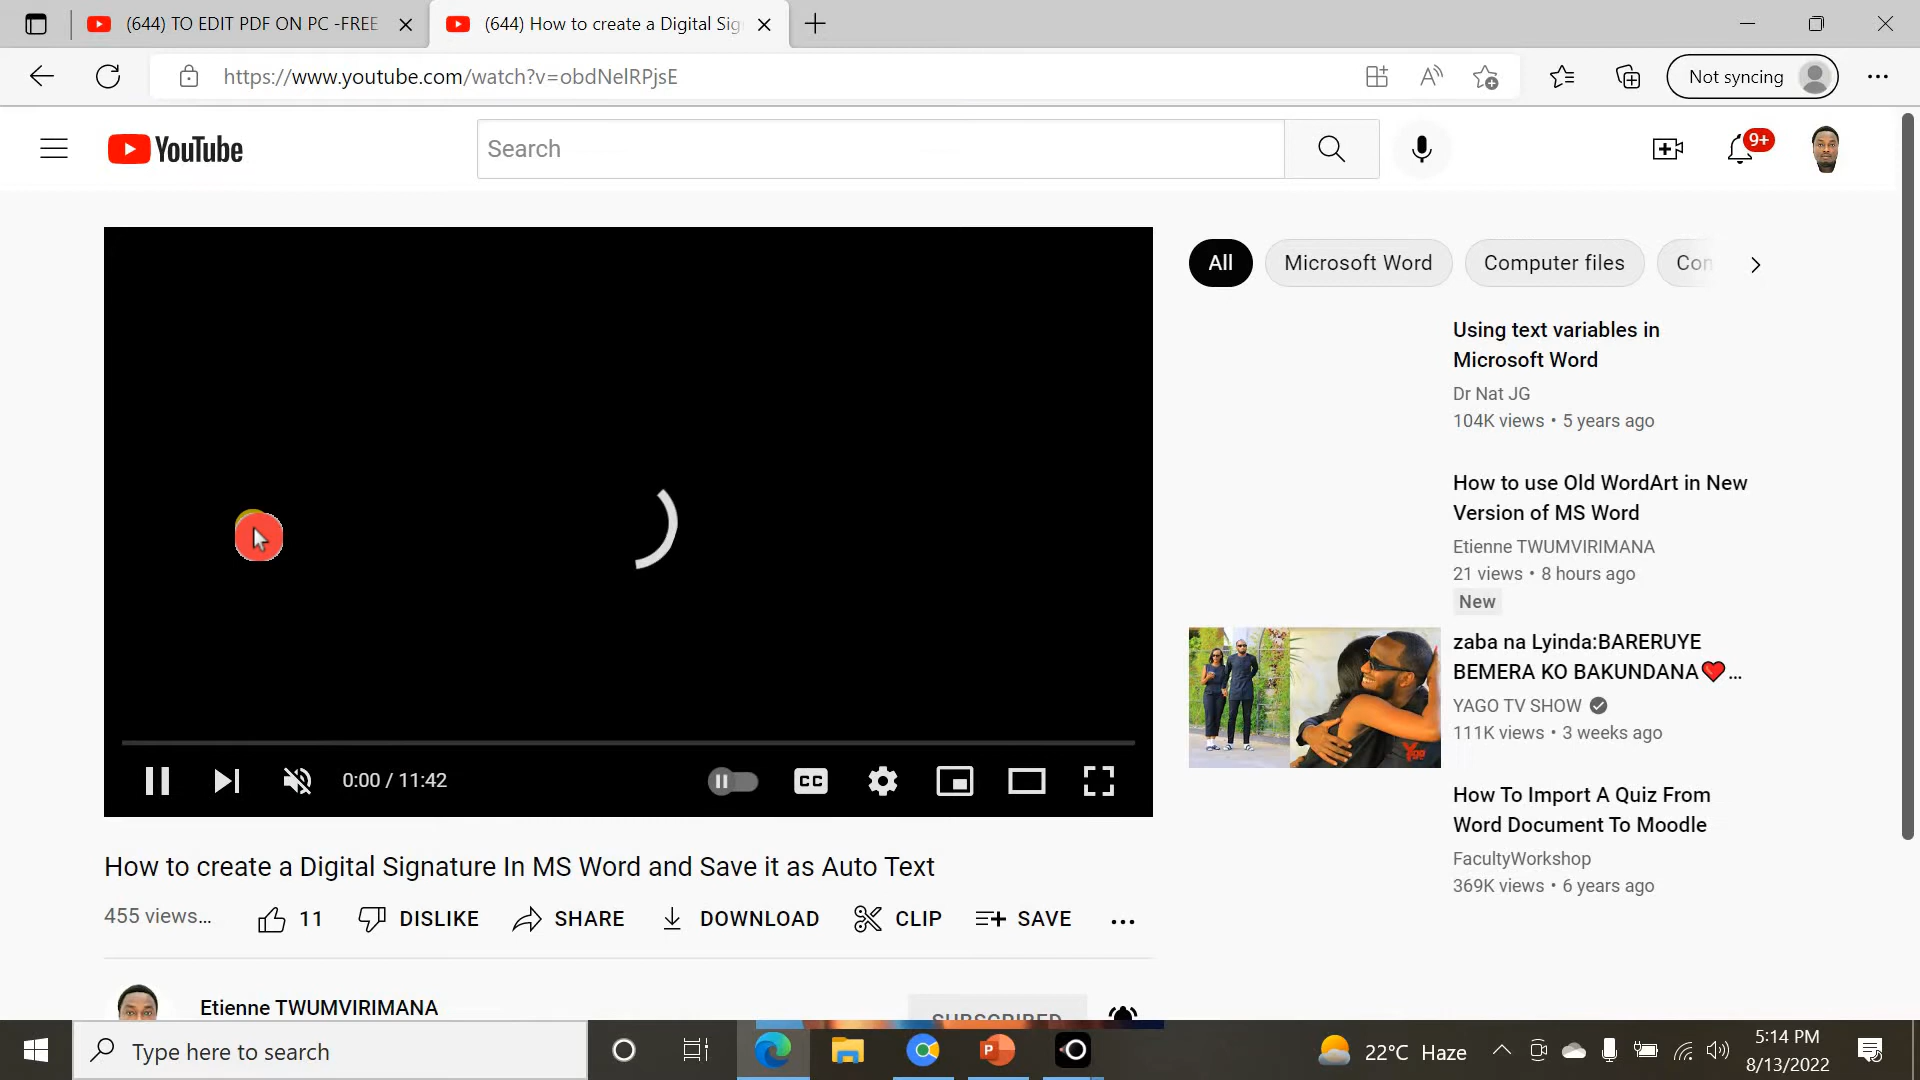 (644) TO EDIT PDF ON PC -FREE
(644) How to create a Digital Sig
https://www.youtube.com/watch?v=obdNelRPjsE
Not syncing
YouTube
Search
9+
All
Microsoft Word
Computer files
Con
Using text variables in
Microsoft Word
Dr Nat JG
104K views • 5 years ago
How to use Old WordArt in New
Version of MS Word
Etienne TWUMVIRIMANA
21 views • 8 hours ago
New
zaba na Lyinda:BARERUYE
BEMERA KO BAKUNDANA❤️...
YAGO TV SHOW
111K views • 3 weeks ago
How To Import A Quiz From
Word Document To Moodle
FacultyWorkshop
369K views • 6 years ago
0:00 / 11:42
CC
How to create a Digital Signature In MS Word and Save it as Auto Text
455 views...
11
DISLIKE
SHARE
DOWNLOAD
CLIP
SAVE
Etienne TWUMVIRIMANA
SUBSCRIBED
Type here to search
22°C Haze
5:14 PM
8/13/2022